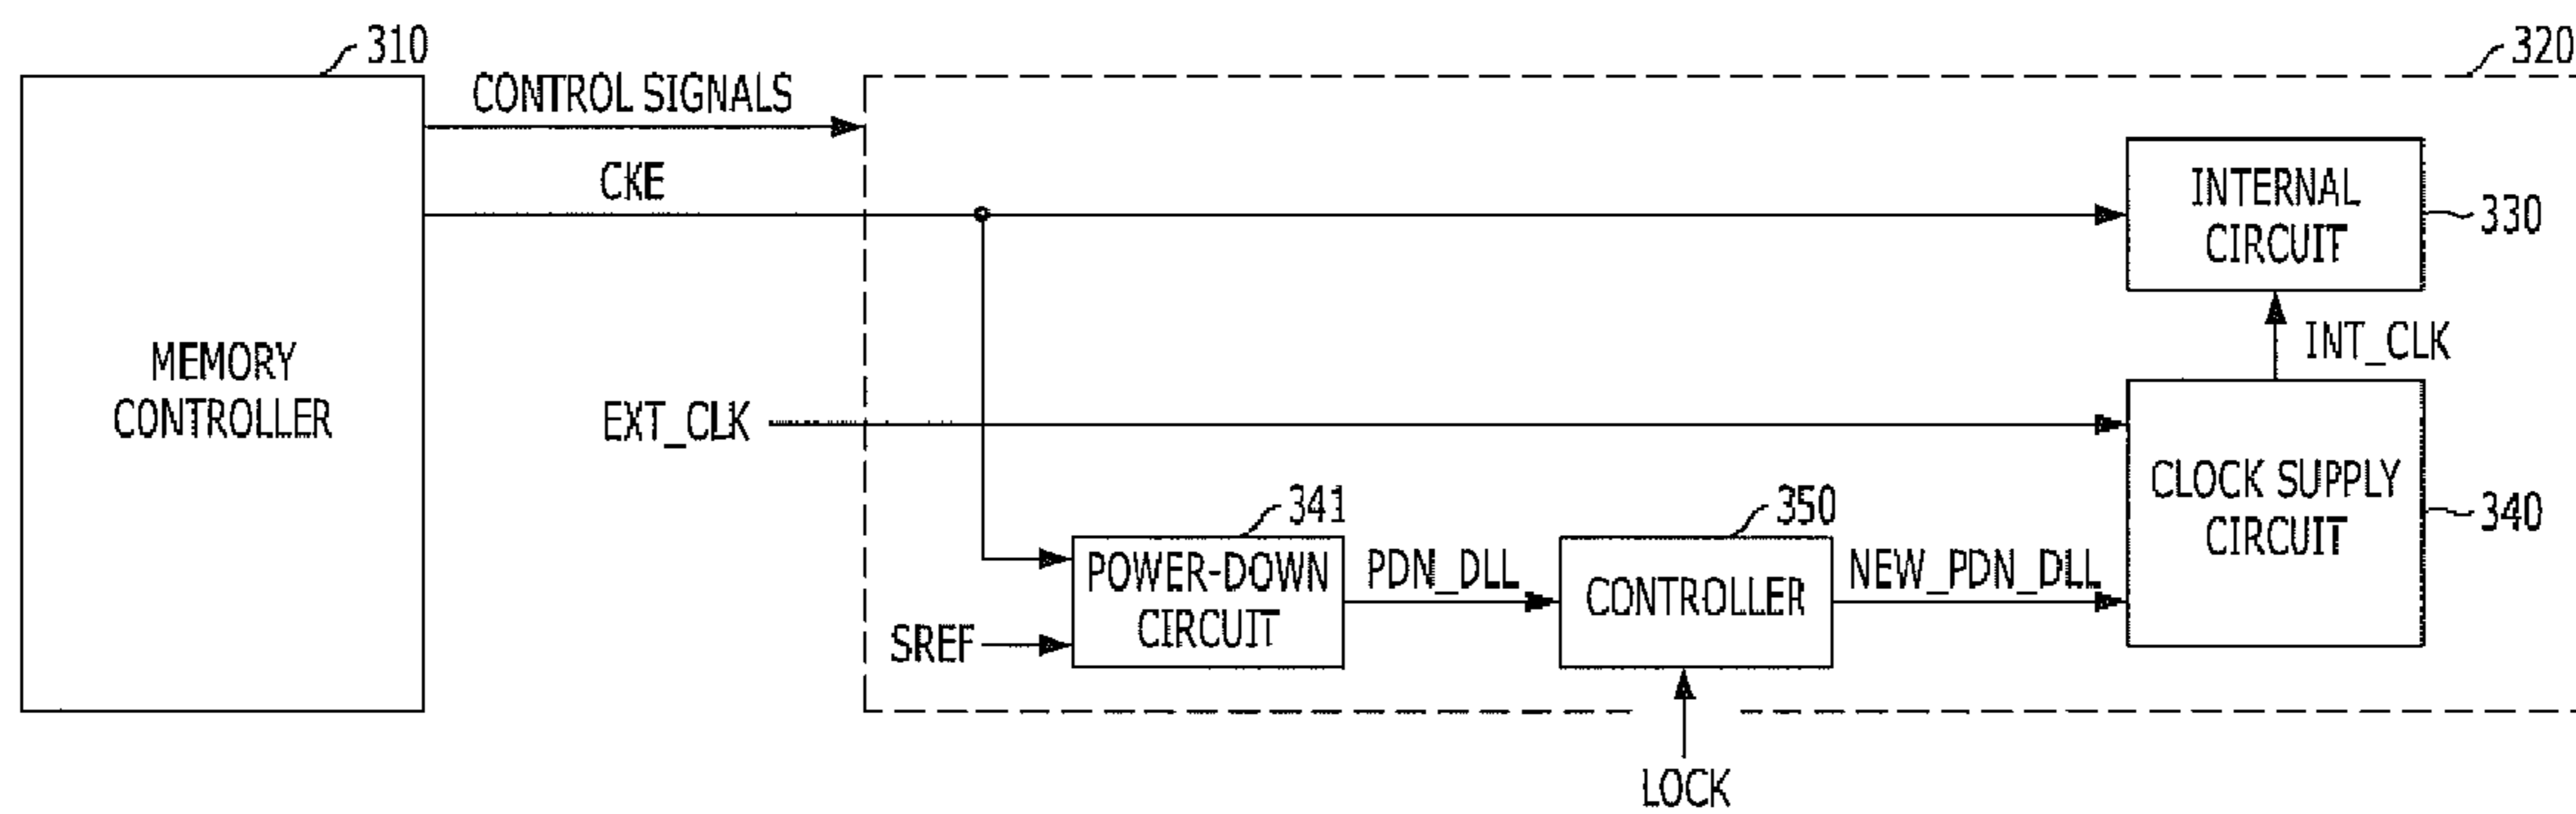 310
320
CONTROL SIGNALS
CKE
INTERNAL
CIRCUIT
330
MEMORY
CONTROLLER
INT_CLK
EXT_CLK
CLOCK SUPPLY
CIRCUIT
340
341
350
POWER-DOWN
CIRCUIT
PDN_DLL
CONTROLLER
NEW_PDN_DLL
SREF
LOCK